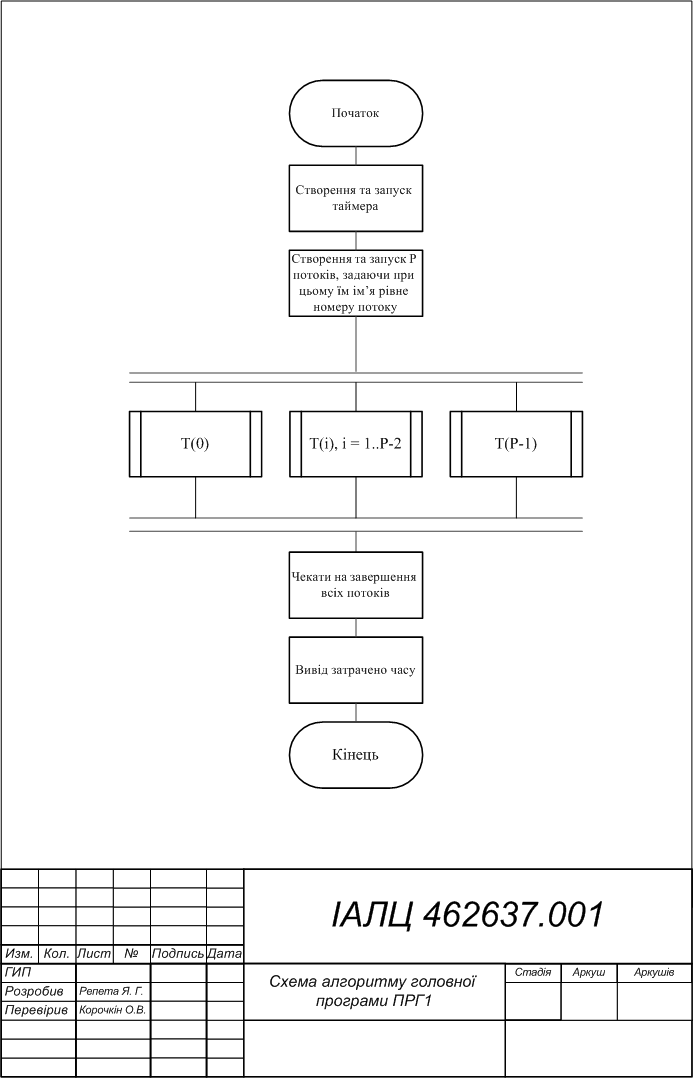 Початок
Створення та запуск
таймера
Створення та запуск P
потоків, задаючи при
цьому їм ім’я рівне
номеру потоку
T(0)
T(i), i = 1..P-2
T(P-1)
Чекати на завершення
всіх потоків
Вивід затрачено часу
Кінець
ІАЛЦ 462637.001
Изм. Кол. Лист № Подпись Дата
ГИП
Розробив Репета Я. Г.
Перевірив Корочкін О.В.
Схема алгоритму головної
програми ПРГ1
Стадія Аркуш Аркушів